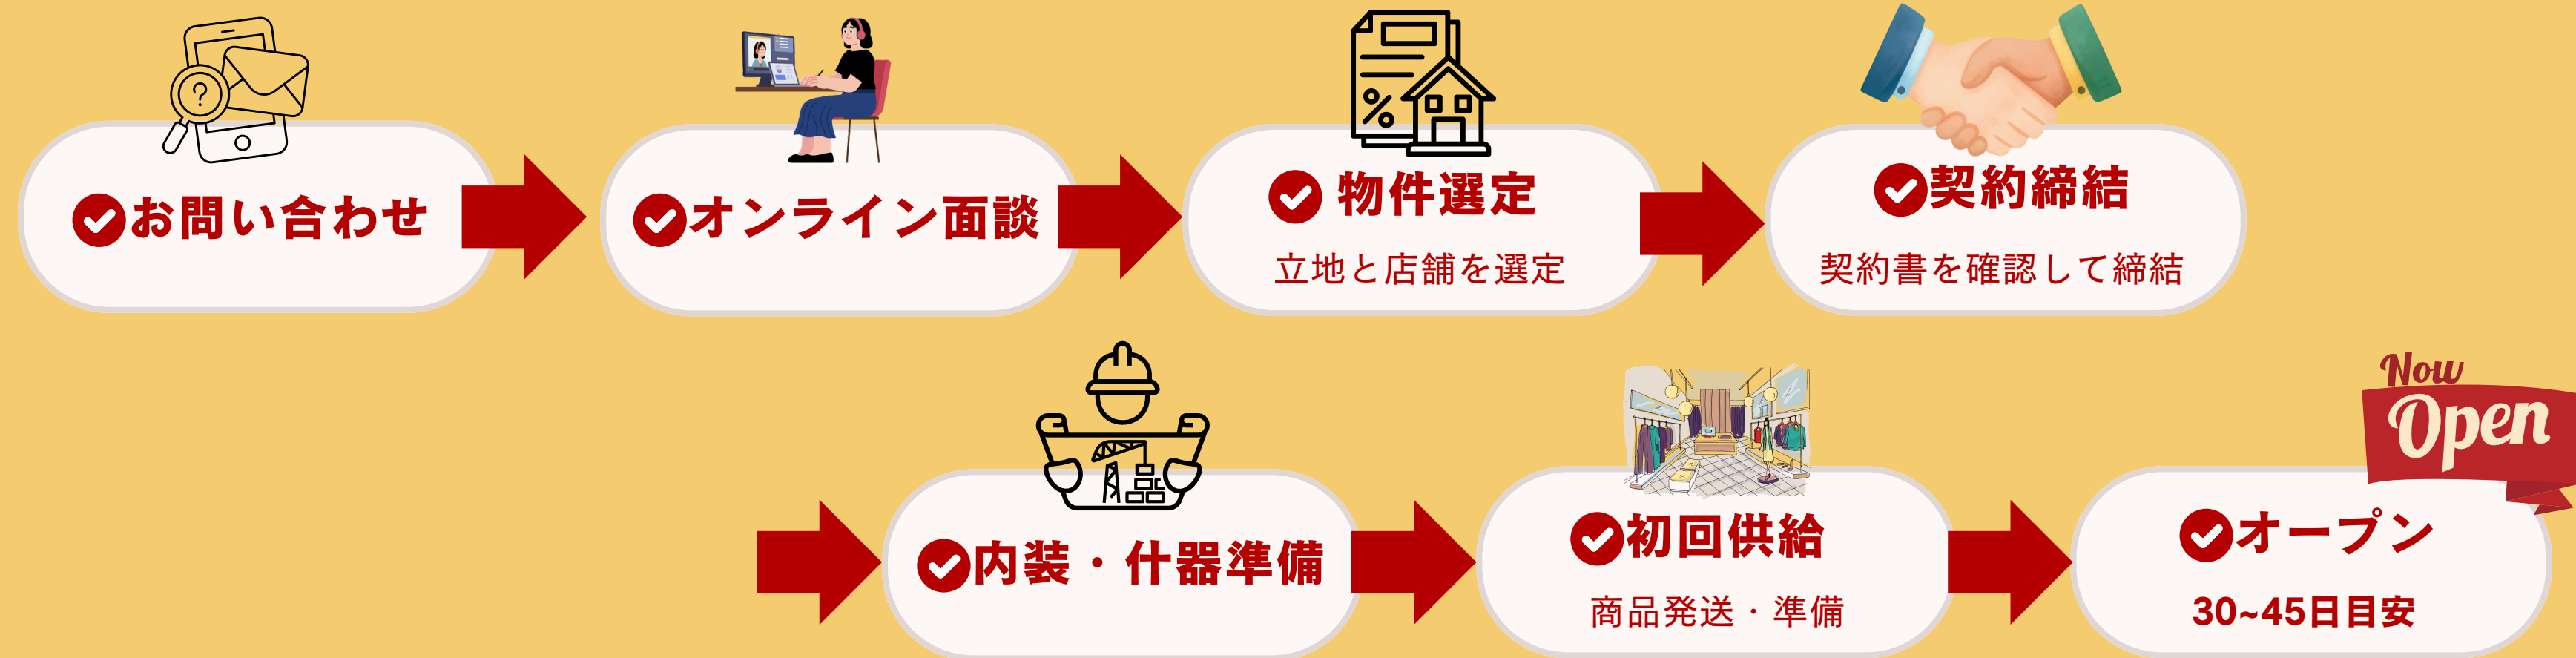 お問い合わせ
オンライン面談
物件選定
立地と店舗を選定
契約締結
契約書を確認して締結
内装・什器準備
初回供給
商品発送・準備
Now
Open
オープン
30~45日目安
?
%